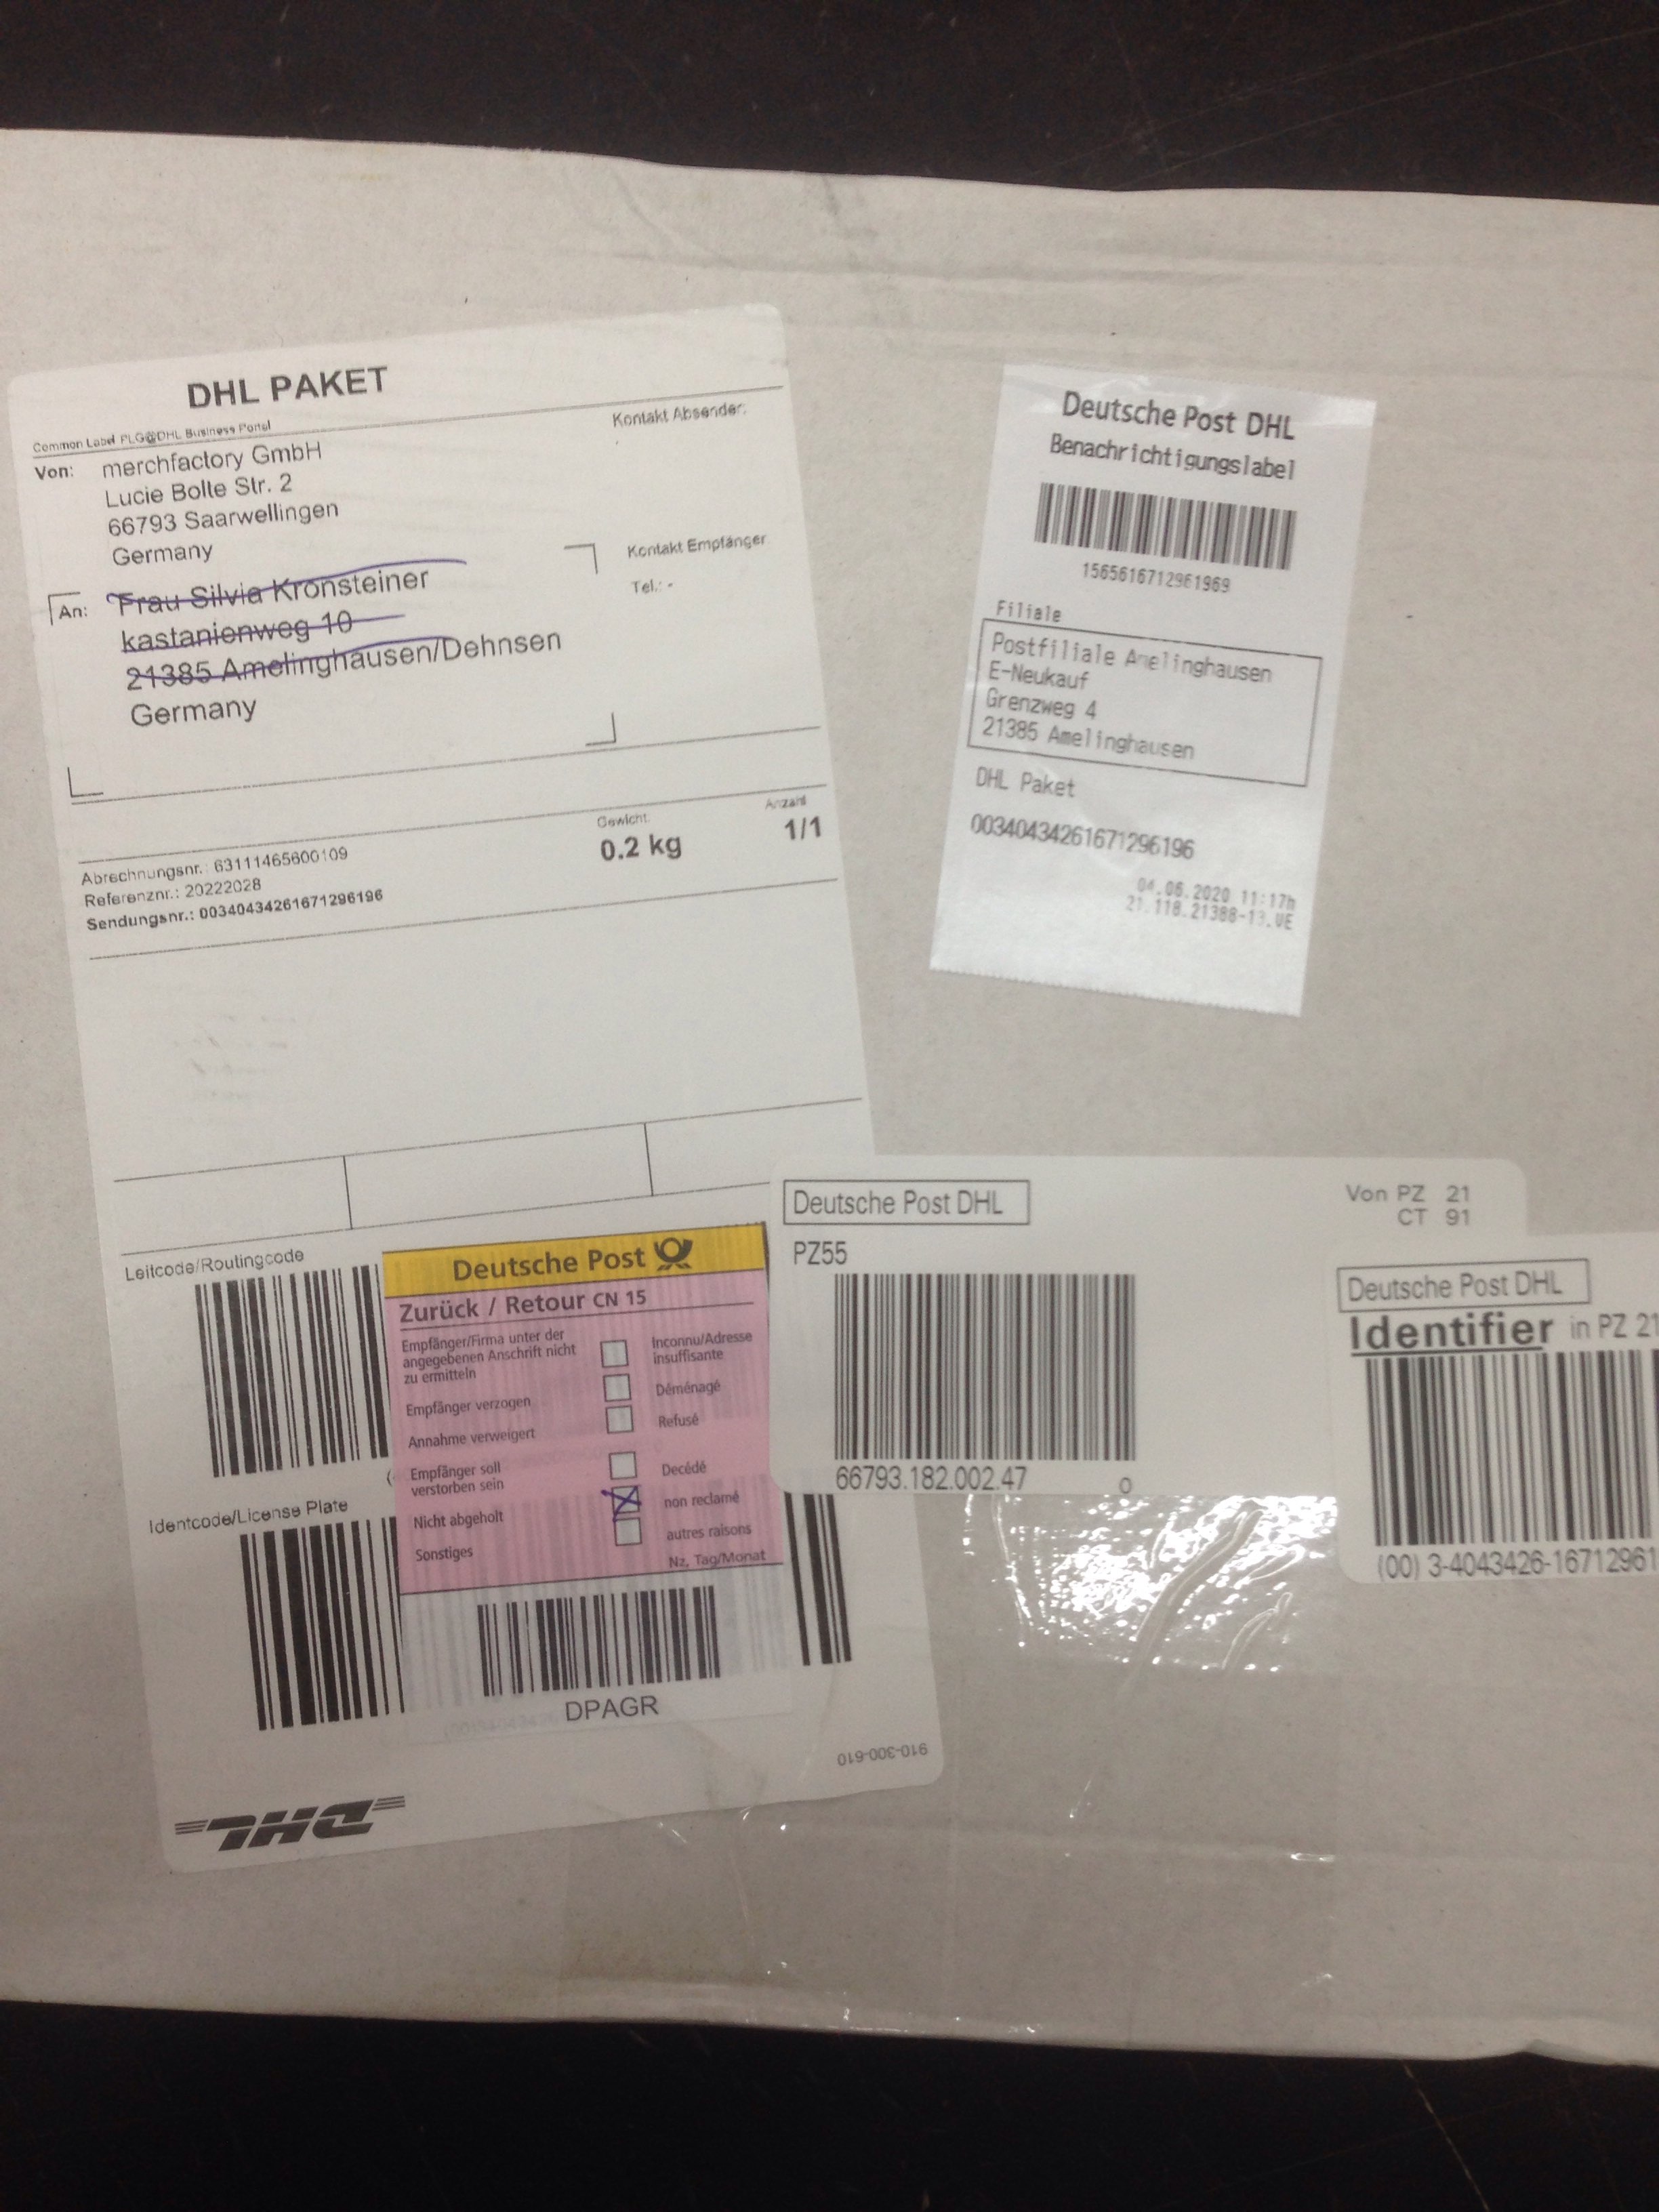 DHL PAKET
Common Label PLG@DHL Business Portal
Kontakt Absender:
Von: merchfactory GmbH
Lucie Bolte Str. 2
66793 Saarwellingen
Germany
Kontakt Empfänger
Tel.: -
An: Frau Silvia Kronsteiner
kastanienweg 10
21385 Amelinghausen/Dehnsen
Germany
Gewicht:
0.2 kg
Anzahl
1/1
Abrechnungsnr.: 63111465600109
Referenznr.: 20222028
Sendungsnr.: 00340434261671296196
Leitcode/Routingcode
Identcode/License Plate
DHL
910-300-610
Deutsche Post DHL
Benachrichtigungslabel
1565616712961969
Filiale
Postfiliale Amelinghausen
E-Neukauf
Grenzweg 4
21385 Amelinghausen
DHL Paket
00340434261671296196
04.06.2020 11:17h
21.118.21388-13.VE
Deutsche Post
Zurück / Retour CN 15
Empfänger/Firma unter der
angegebenen Anschrift nicht
zu ermitteln
Inconnu/Adresse
insuffisante
Empfänger verzogen
Déménagé
Annahme verweigert
Refusé
Empfänger soll
verstorben sein
Decédé
Nicht abgeholt
non reclamé
Sonstiges
autres raisons
Nz, Tag/Monat
DPAGR
Deutsche Post DHL
Von PZ 21
CT 91
PZ55
66793.182.002.47 0
Deutsche Post DHL
Identifier in PZ 21
(00) 3-4043426-16712961